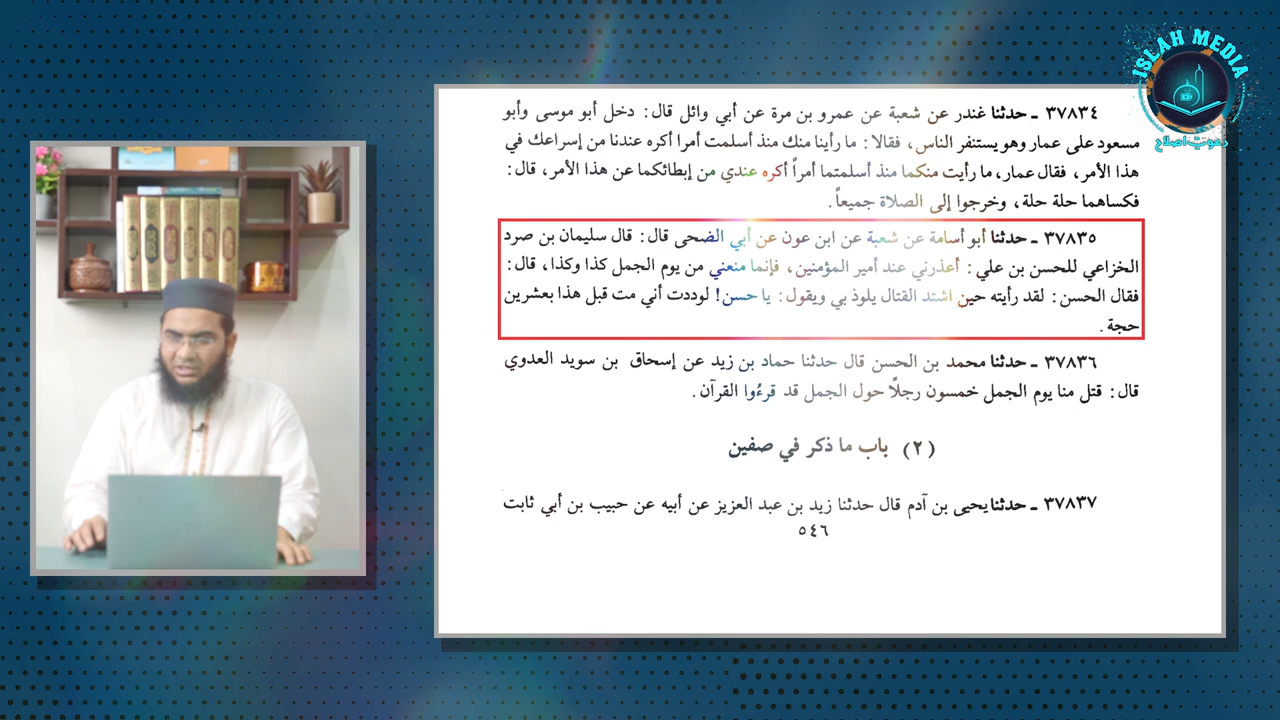 ISLAH MEDIA
دعوتِ اصلاح
٣٧٨٣٤ ـ حدثنا غندر عن شعبة عن عمرو بن مرة عن أبي وائل قال: دخل أبو موسى وأبو
مسعود على عمار وهو يستنفر الناس، فقالا: ما رأينا منك منذ أسلمت أمرا أكره عندنا من إسراعك في
هذا الأمر، فقال عمار، ما رأيت منكما منذ أسلمتما أمراً أكره عندي من إبطائكما عن هذا الأمر، قال:
فكساهما حلة حلة، وخرجوا إلى الصلاة جميعاً.
٣٧٨٣٥ ـ حدثنا أبو أسامة عن شعبة عن ابن عون عن أبي الضحى قال: قال سليمان بن صرد
الخزاعي للحسن بن علي: أعذرني عند أمير المؤمنين، فإنما منعني من يوم الجمل كذا وكذا، قال:
فقال الحسن: لقد رأيته حين اشتد القتال يلوذ بي ويقول: يا حسن! لوددت أني مت قبل هذا بعشرين
حجة.
٣٧٨٣٦ ـ حدثنا محمد بن الحسن قال حدثنا حماد بن زيد عن إسحاق بن سويد العدوي
قال: قتل منا يوم الجمل خمسون رجلًا حول الجمل قد قرءُوا القرآن.
(٢) باب ما ذكر في صفين
٣٧٨٣٧ ـ حدثنا يحيى بن آدم قال حدثنا زيد بن عبد العزيز عن أبيه عن حبيب بن أبي ثابت
٥٤٦